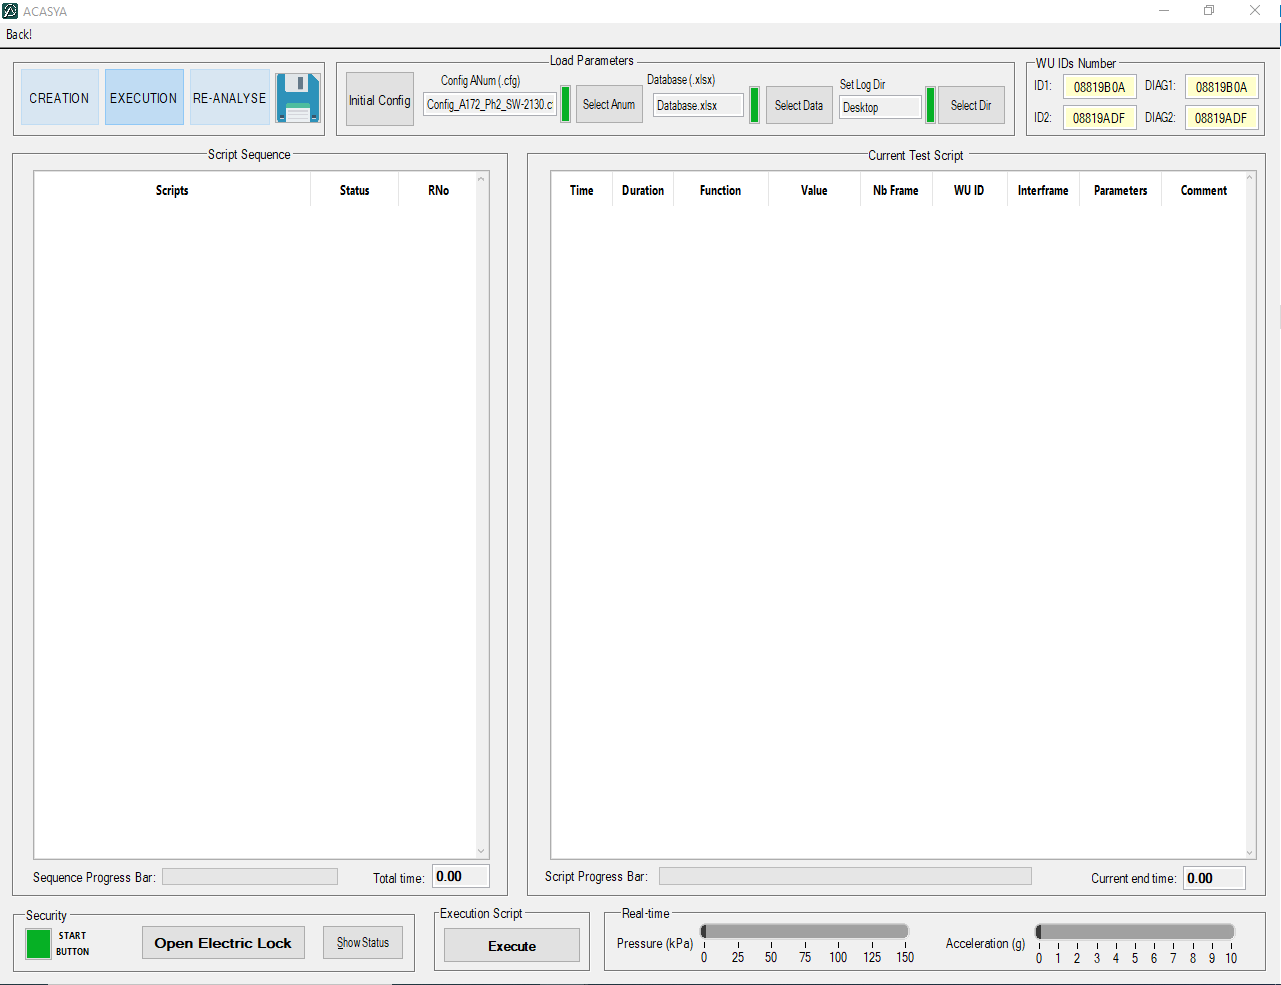 ACASYA
Back!
CREATION
EXECUTION
RE-ANALYSE
Load Parameters
Initial Config
Config ANum (.cfg)
Config_A172_Ph2_SW-2130.cf
Select Anum
Database (.xlsx)
Database.xlsx
Select Data
Set Log Dir
Desktop
Select Dir
WU IDs Number
ID1: 08819B0A DIAG1: 08819B0A
ID2: 08819ADF DIAG2: 08819ADF
Script Sequence
Scripts Status RNo
Sequence Progress Bar: Total time: 0.00
Current Test Script
Time Duration Function Value Nb Frame WU ID Interframe Parameters Comment
Script Progress Bar: Current end time: 0.00
Security
START
BUTTON
Open Electric Lock
Show Status
Execution Script
Execute
Real-time
Pressure (kPa)
0 25 50 75 100 125 150
Acceleration (g)
0 1 2 3 4 5 6 7 8 9 10